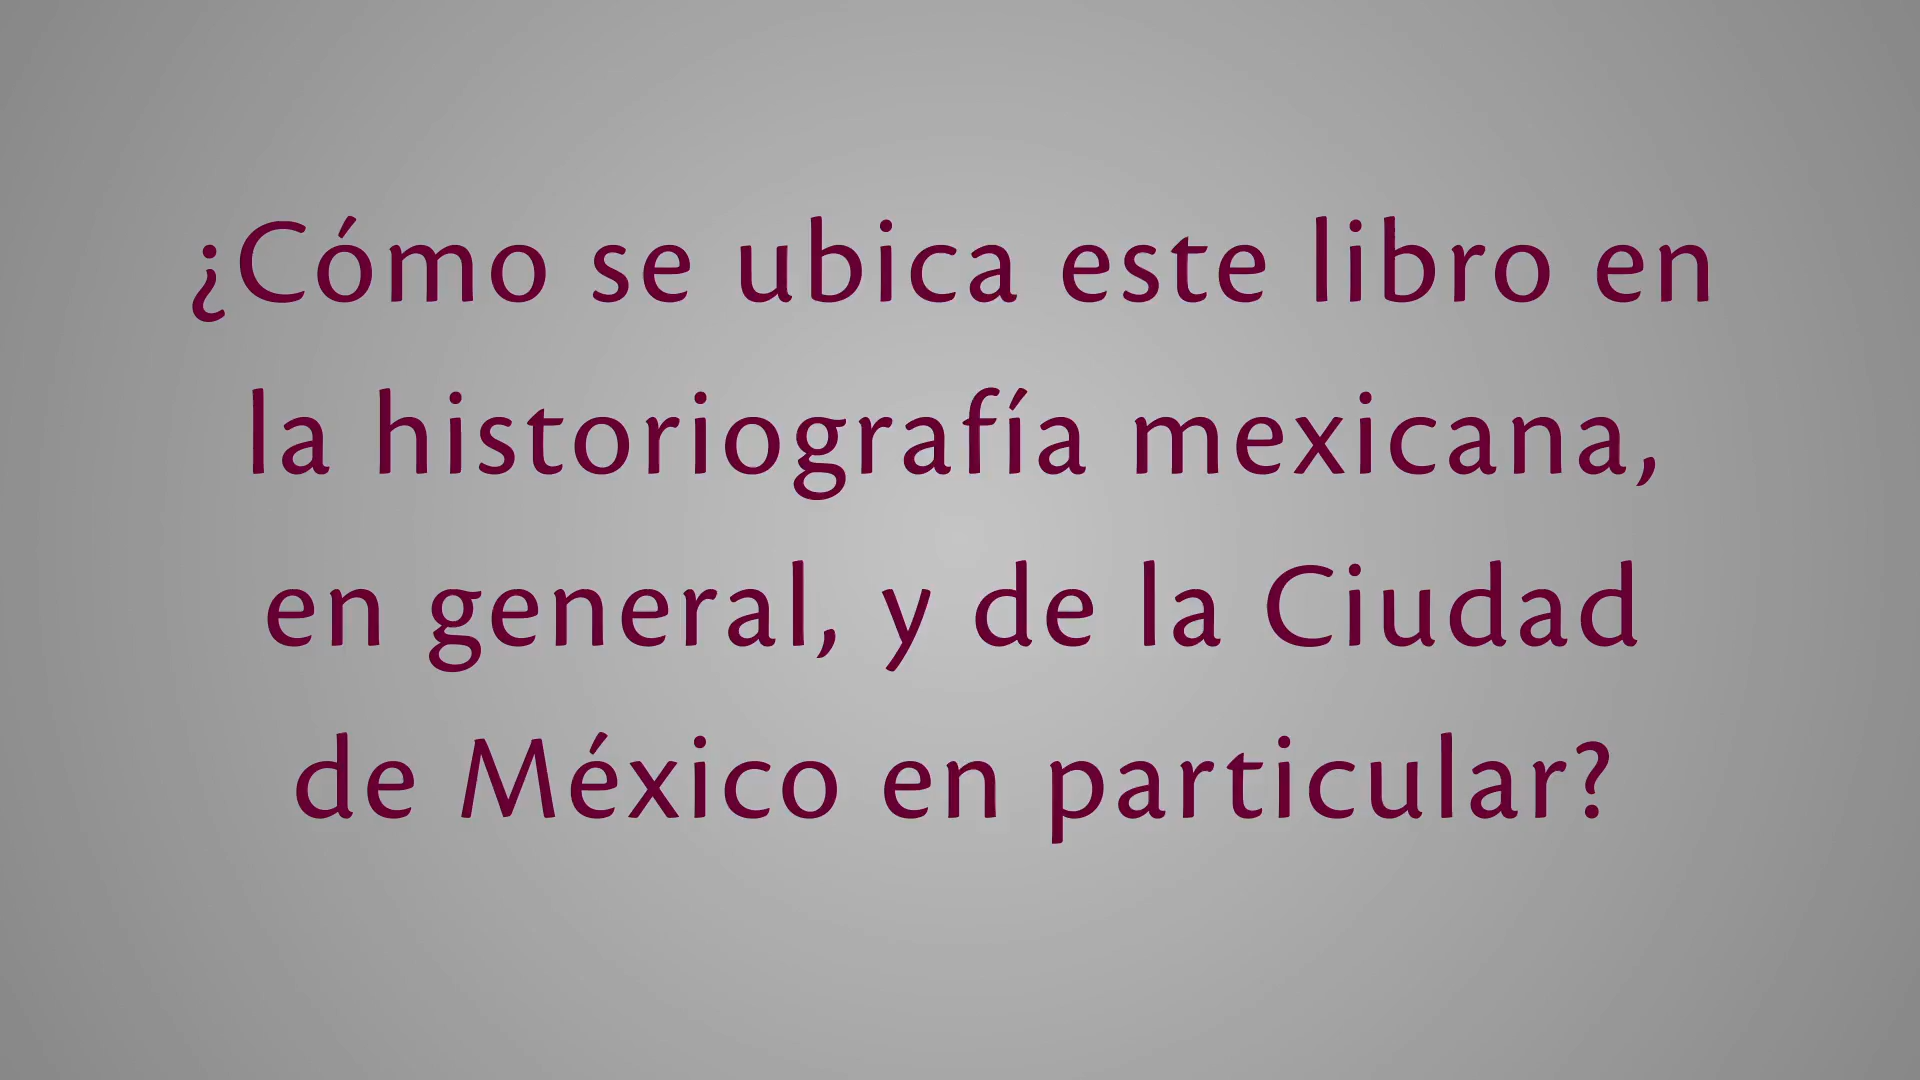 ¿Cómo se ubica este libro en
la historiografía mexicana,
en general, y de la Ciudad
de México en particular?